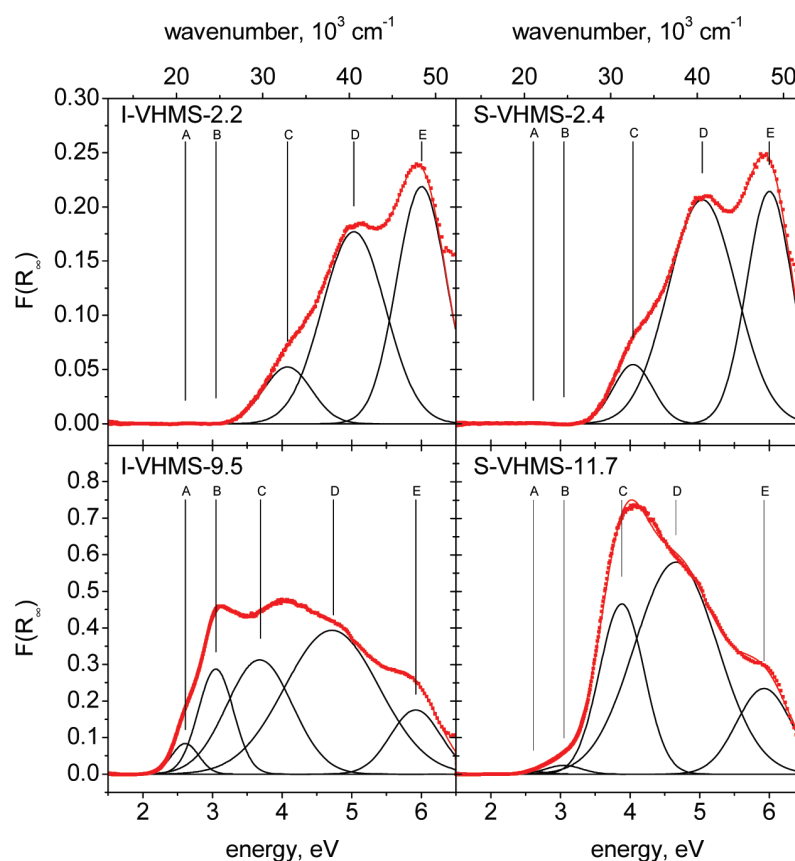 wavenumber, 10³ cm⁻¹ wavenumber, 10³ cm⁻¹
20 30 40 50 20 30 40 50
I-VHMS-2.2 S-VHMS-2.4
A B C D E A B C D E
0.30
0.25
0.20
0.15
0.10
0.05
0.00
F(R∞)
I-VHMS-9.5 S-VHMS-11.7
A B C D E A B C D E
0.8
0.7
0.6
0.5
0.4
0.3
0.2
0.1
0.0
F(R∞)
2 3 4 5 6 2 3 4 5 6
energy, eV energy, eV